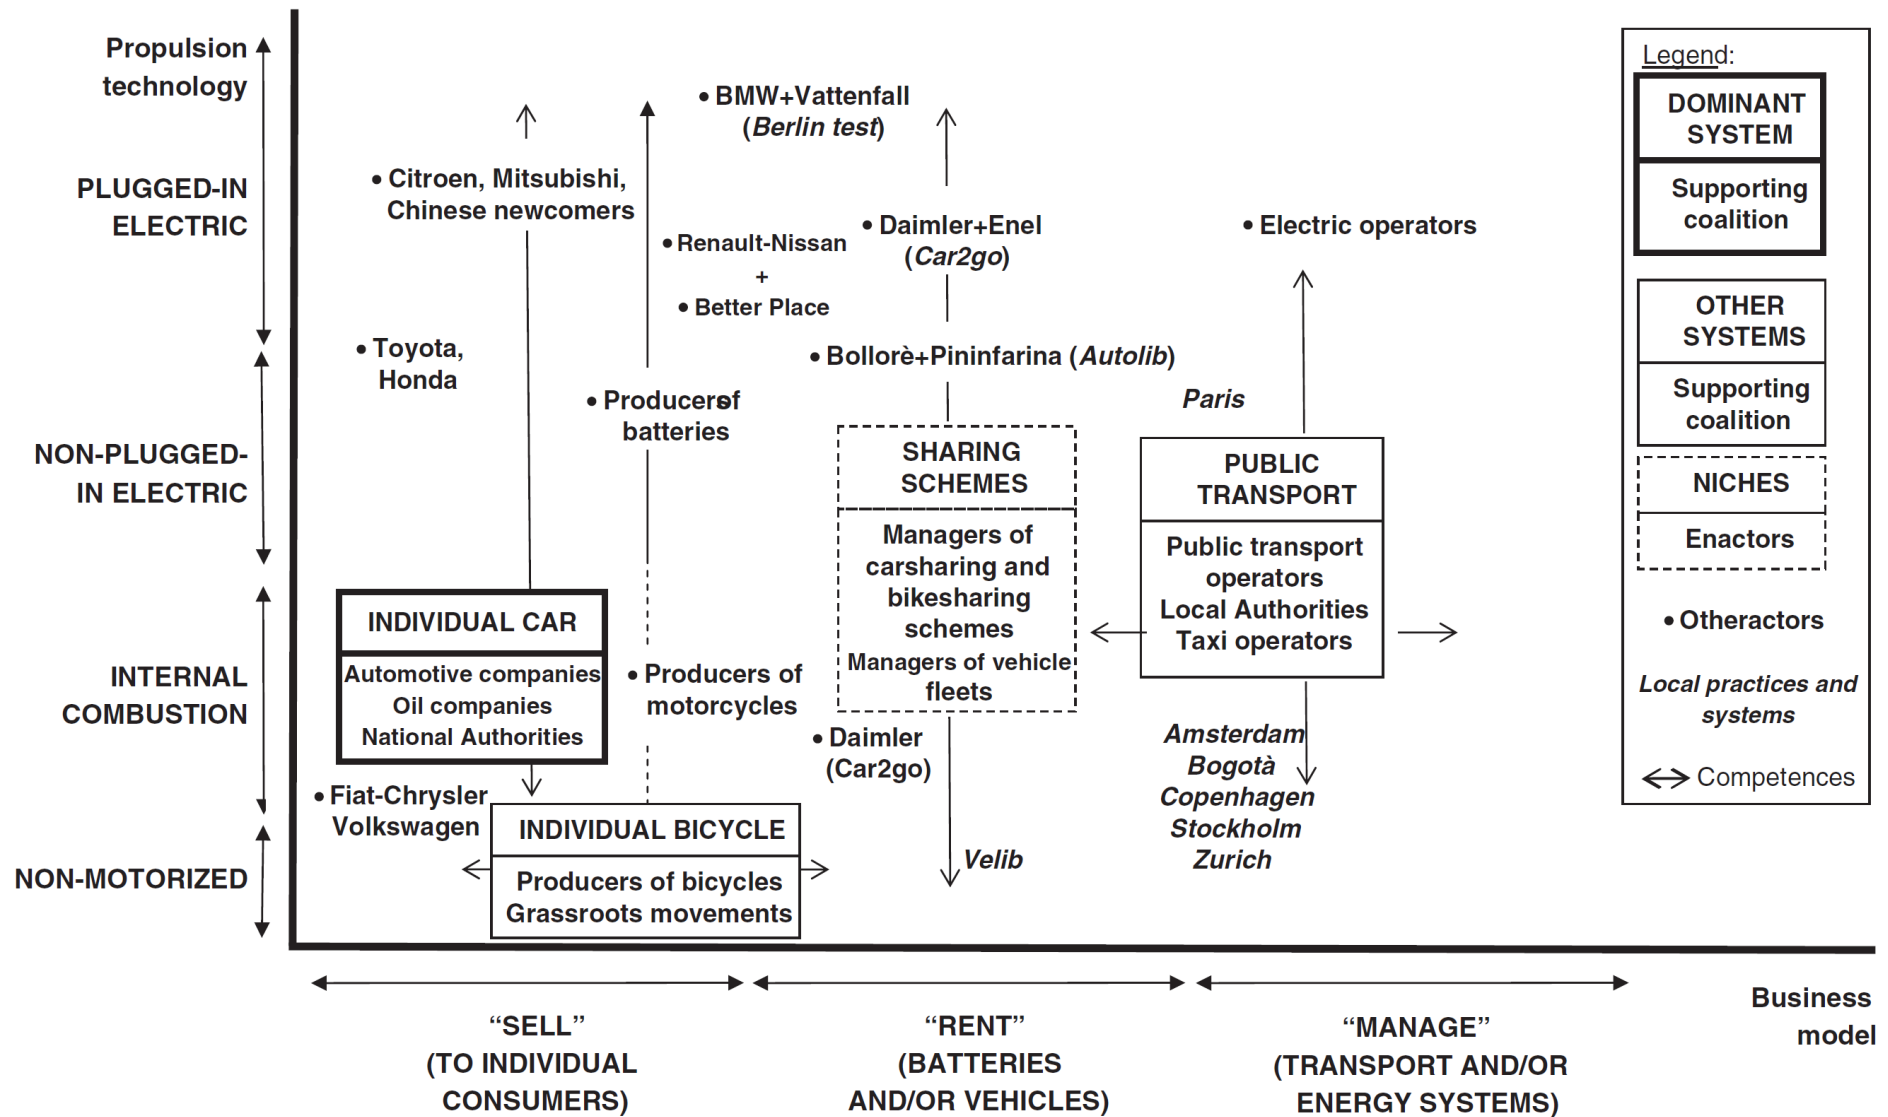 Propulsion
technology
PLUGGED-IN
ELECTRIC
NON-PLUGGED-
IN ELECTRIC
INTERNAL
COMBUSTION
NON-MOTORIZED
• BMW+Vattenfall
(Berlin test)
• Citroen, Mitsubishi,
Chinese newcomers
• Renault-Nissan
+
• Better Place
• Daimler+Enel
(Car2go)
• Electric operators
• Toyota,
Honda
• Bollorè+Pininfarina (Autolib)
• Producersof
batteries
Paris
SHARING
SCHEMES
Managers of
carsharing and
bikesharing
schemes
Managers of vehicle
fleets
PUBLIC
TRANSPORT
Public transport
operators
Local Authorities
Taxi operators
INDIVIDUAL CAR
Automotive companies
Oil companies
National Authorities
• Producers of
motorcycles
• Daimler
(Car2go)
Amsterdam
Bogotà
Copenhagen
Stockholm
Zurich
• Fiat-Chrysler
Volkswagen
INDIVIDUAL BICYCLE
Producers of bicycles
Grassroots movements
Velib
“SELL”
(TO INDIVIDUAL
CONSUMERS)
“RENT”
(BATTERIES
AND/OR VEHICLES)
“MANAGE”
(TRANSPORT AND/OR
ENERGY SYSTEMS)
Business
model
Legend:
DOMINANT
SYSTEM
Supporting
coalition
OTHER
SYSTEMS
Supporting
coalition
NICHES
Enactors
• Otheractors
Local practices and
systems
Competences